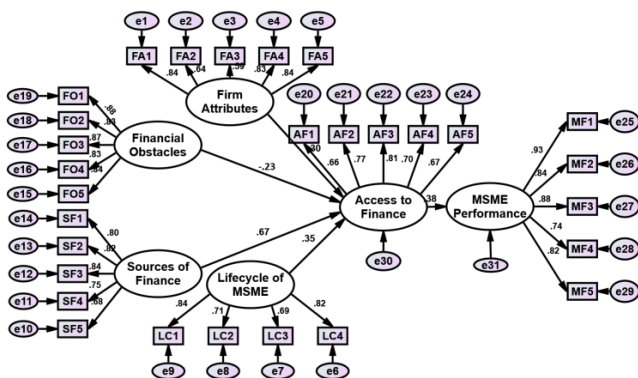 e1 e2 e3 e4 e5
FA1 FA2 FA3 FA4 FA5
.84 .64 .59 .83 .84
Firm
Attributes
e19 FO1
e18 FO2
e17 FO3
e16 FO4
e15 FO5
.88
.87
.83
.84
Financial
Obstacles
-.23
e20 e21 e22 e23 e24
AF1 AF2 AF3 AF4 AF5
.30 .66 .77 .81 .70 .67
Access to
Finance
e30
.38
MSME
Performance
e31
.93
.84
.88
.74
.82
MF1 e25
MF2 e26
MF3 e27
MF4 e28
MF5 e29
e14 SF1
e13 SF2
e12 SF3
e11 SF4
e10 SF5
.80
.82
.84
.75
.68
Sources of
Finance
.67
Lifecycle of
MSME
.35
.84 .71 .69 .82
LC1 LC2 LC3 LC4
e9 e8 e7 e6